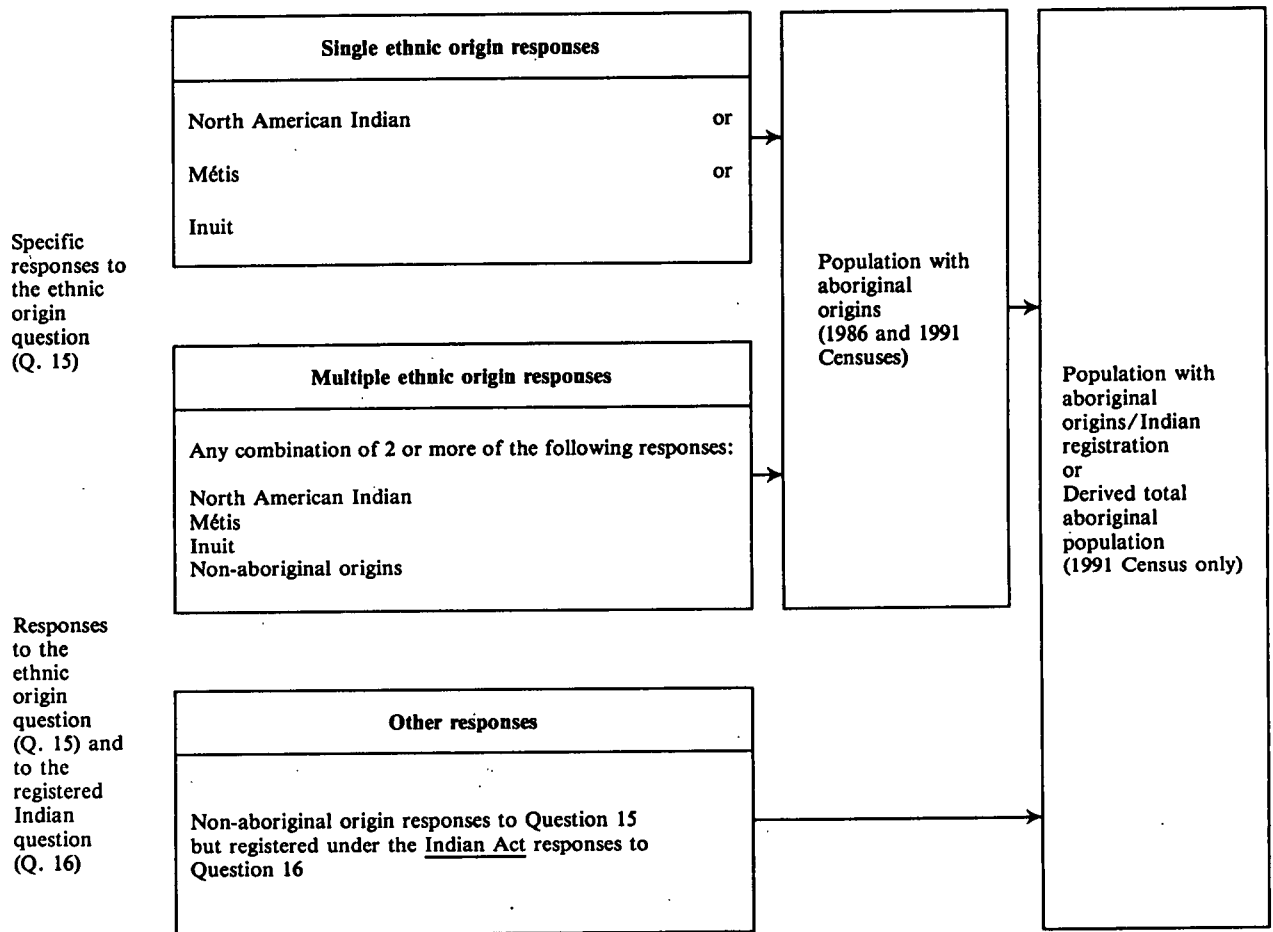 Single ethnic origin responses
North American Indian or
Métis or
Inuit
Specific
responses to
the ethnic
origin
question
(Q. 15)
Multiple ethnic origin responses
Any combination of 2 or more of the following responses:
North American Indian
Métis
Inuit
Non-aboriginal origins
Population with
aboriginal
origins
(1986 and 1991
Censuses)
Population with
aboriginal
origins/Indian
registration
or
Derived total
aboriginal
population
(1991 Census only)
Responses
to the
ethnic
origin
question
(Q. 15) and
to the
registered
Indian
question
(Q. 16)
Other responses
Non-aboriginal origin responses to Question 15
but registered under the Indian Act responses to
Question 16